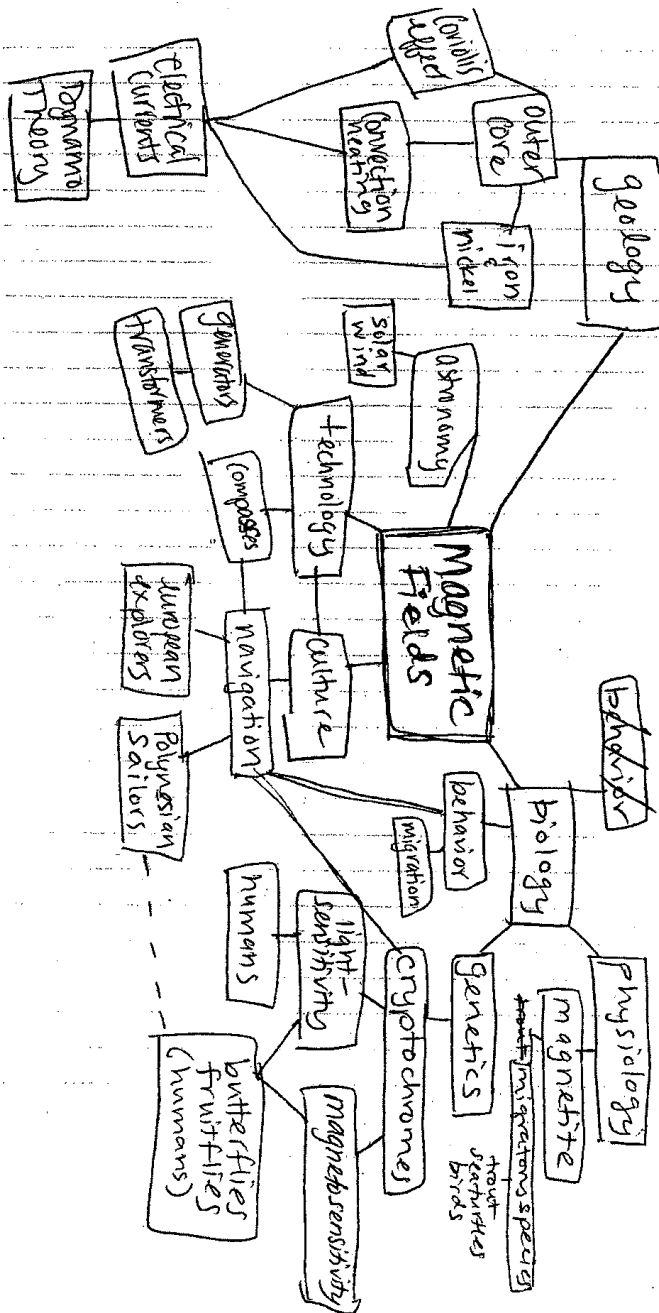 geology
outer
core
Coriolis
effect
iron
&
nickel
Convection
heating
electrical
currents
Dynamo
Theory
astronomy
solar
wind
Magnetic
Fields
technology
generators
transformers
compasses
culture
navigation
european
explorers
Polynesian
Sailors
behavior
biology
behavior
migration
physiology
magnetite
trout migratory species
trout
seaturtles
birds
genetics
cryptochromes
light-
sensitivity
humans
magnetosensitivity
butterflies
fruitflies
(humans)